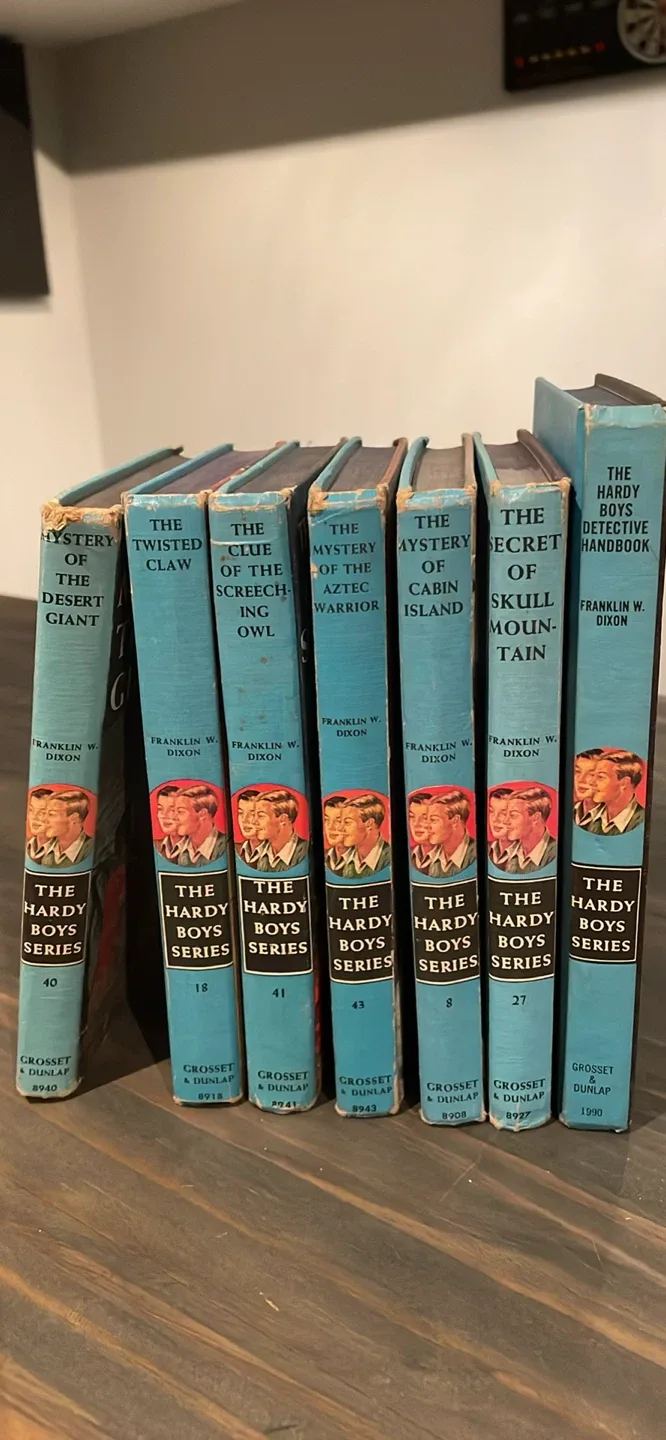 MYSTERY
OF
THE
DESERT
GIANT
FRANKLIN W.
DIXON
THE
HARDY
BOYS
SERIES
40
GROSSET
& DUNLAP
8940
THE
TWISTED
CLAW
FRANKLIN W.
DIXON
THE
HARDY
BOYS
SERIES
18
GROSSET
& DUNLAP
8918
THE
CLUE
OF THE
SCREECH-
ING
OWL
FRANKLIN W.
DIXON
THE
HARDY
BOYS
SERIES
41
GROSSET
& DUNLAP
8941
THE
MYSTERY
OF THE
AZTEC
WARRIOR
FRANKLIN W.
DIXON
THE
HARDY
BOYS
SERIES
43
GROSSET
& DUNLAP
8943
THE
MYSTERY
OF
CABIN
ISLAND
FRANKLIN W.
DIXON
THE
HARDY
BOYS
SERIES
8
GROSSET
& DUNLAP
8908
THE
SECRET
OF
SKULL
MOUN-
TAIN
FRANKLIN W.
DIXON
THE
HARDY
BOYS
SERIES
27
GROSSET
& DUNLAP
8927
THE
HARDY
BOYS
DETECTIVE
HANDBOOK
FRANKLIN W.
DIXON
THE
HARDY
BOYS
SERIES
GROSSET
&
DUNLAP
1990